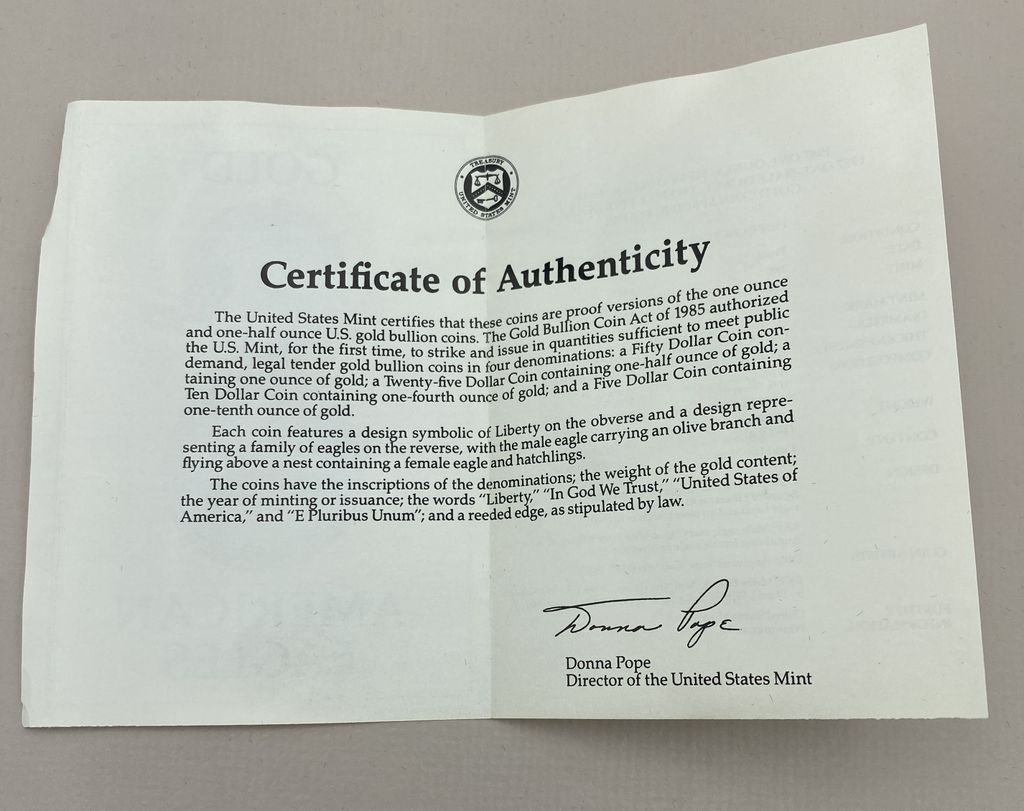 TREASURY
UNITED STATES MINT
Certificate of Authenticity
The United States Mint certifies that these coins are proof versions of the one ounce
and one-half ounce U.S. gold bullion coins. The Gold Bullion Coin Act of 1985 authorized
the U.S. Mint, for the first time, to strike and issue in quantities sufficient to meet public
demand, legal tender gold bullion coins in four denominations: a Fifty Dollar Coin con-
taining one ounce of gold; a Twenty-five Dollar Coin containing one-half ounce of gold; a
Ten Dollar Coin containing one-fourth ounce of gold; and a Five Dollar Coin containing
one-tenth ounce of gold.
Each coin features a design symbolic of Liberty on the obverse and a design repre-
senting a family of eagles on the reverse, with the male eagle carrying an olive branch and
flying above a nest containing a female eagle and hatchlings.
The coins have the inscriptions of the denominations; the weight of the gold content;
the year of minting or issuance; the words “Liberty,” “In God We Trust,” “United States of
America,” and “E Pluribus Unum”; and a reeded edge, as stipulated by law.
Donna Pope
Donna Pope
Director of the United States Mint